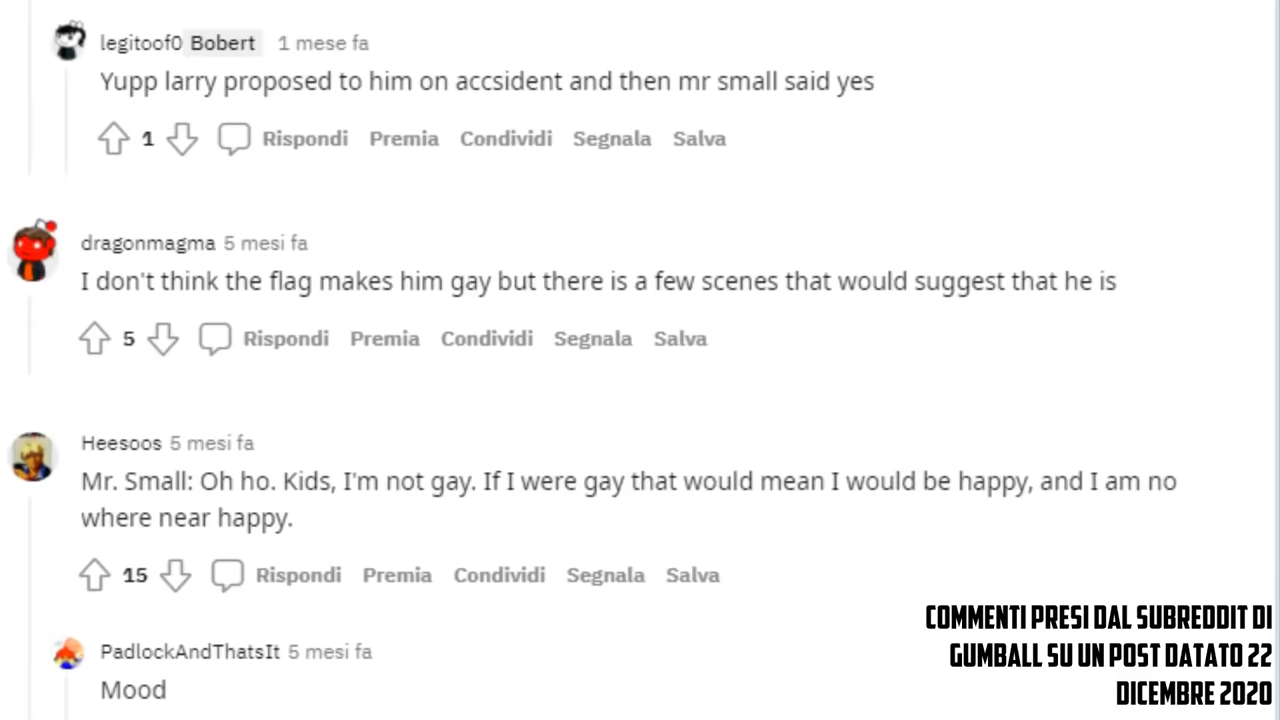 legitoof0 Bobert 1 mese fa
Yupp larry proposed to him on accsident and then mr small said yes
1 Rispondi Premia Condividi Segnala Salva
dragonmagma 5 mesi fa
I don't think the flag makes him gay but there is a few scenes that would suggest that he is
5 Rispondi Premia Condividi Segnala Salva
Heesoos 5 mesi fa
Mr. Small: Oh ho. Kids, I'm not gay. If I were gay that would mean I would be happy, and I am no
where near happy.
15 Rispondi Premia Condividi Segnala Salva
PadlockAndThatsIt 5 mesi fa
Mood
COMMENTI PRESI DAL SUBREDDIT DI
GUMBALL SU UN POST DATATO 22
DICEMBRE 2020